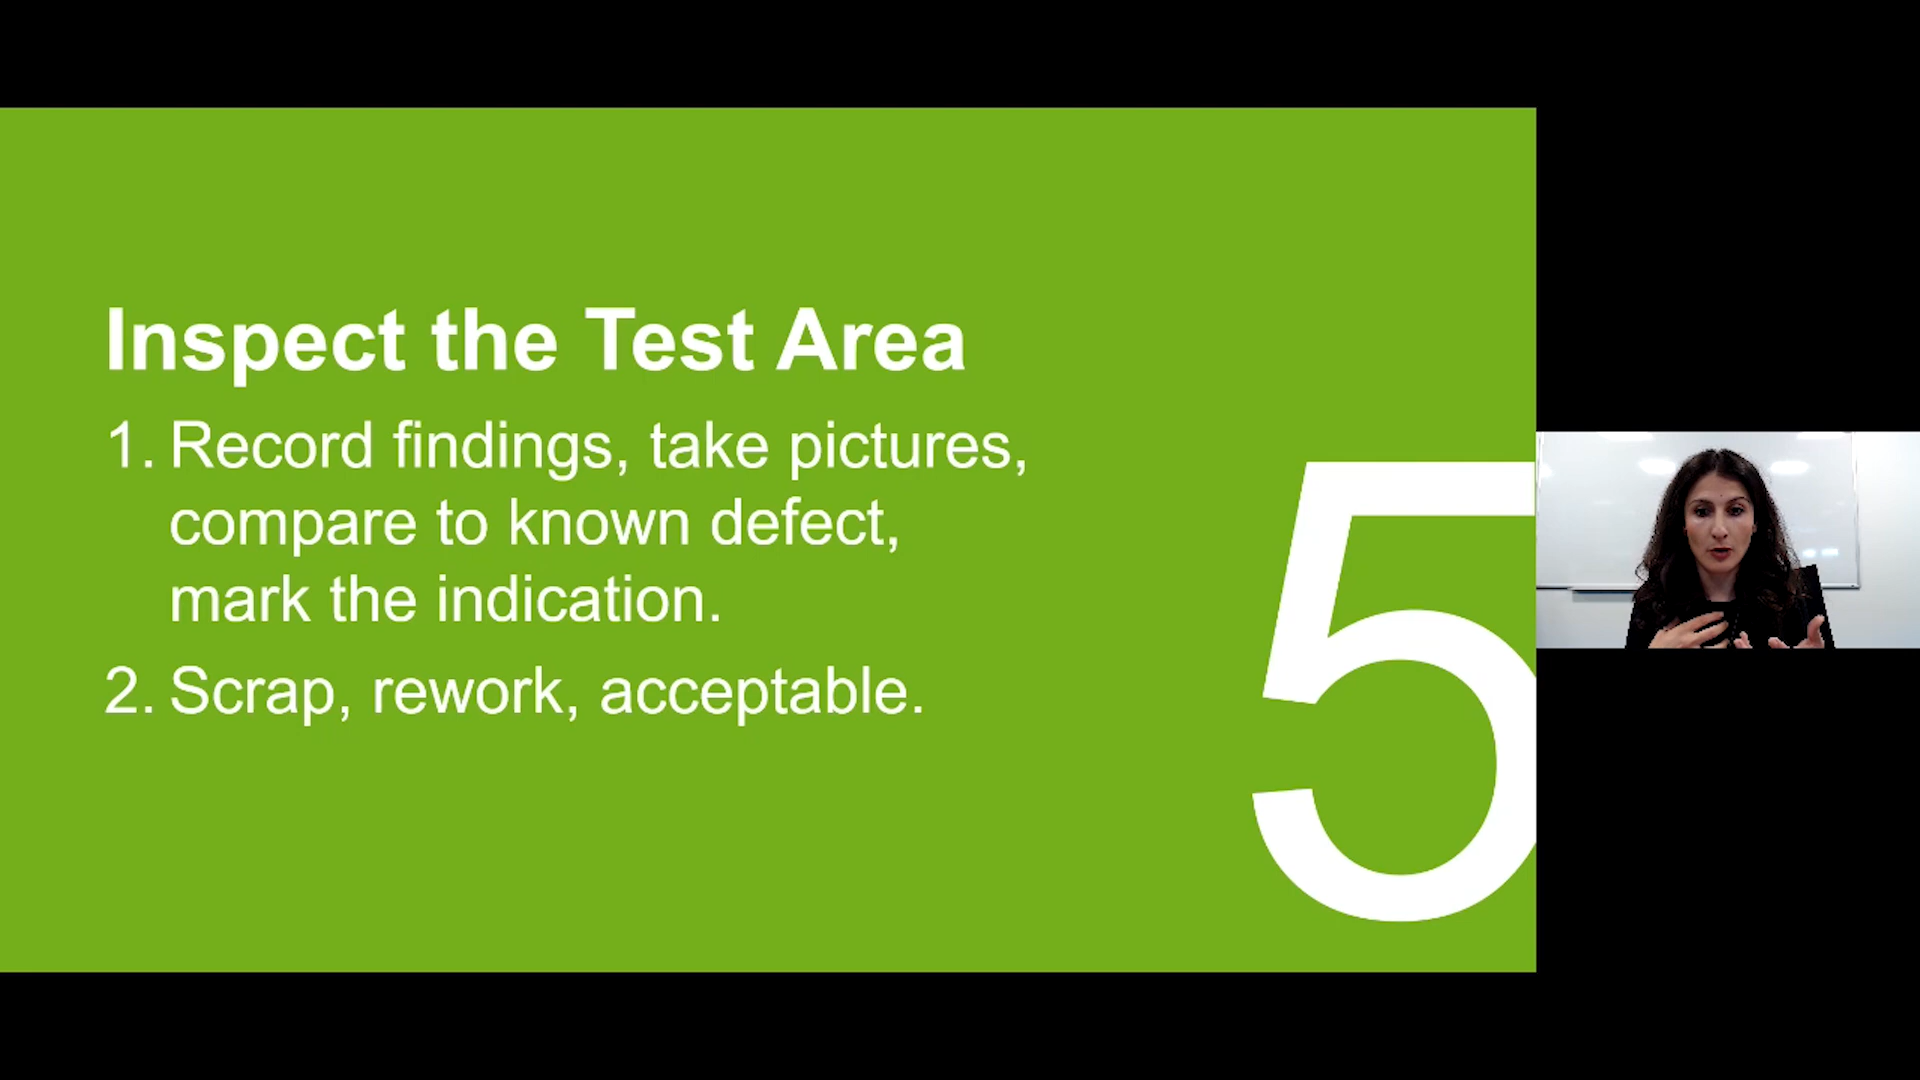 Inspect the Test Area
1. Record findings, take pictures,
compare to known defect,
mark the indication.
2. Scrap, rework, acceptable.
5